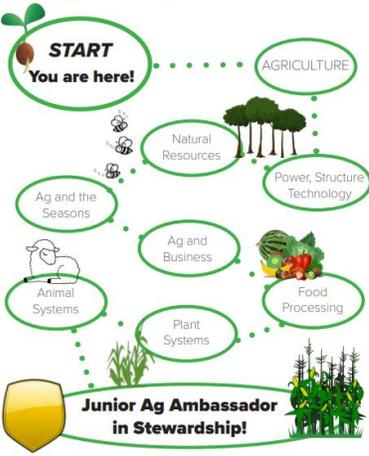 START
You are here!
AGRICULTURE
Natural
Resources
Power, Structure
Technology
Ag and the
Seasons
Ag and
Business
Animal
Systems
Food
Processing
Plant
Systems
Junior Ag Ambassador
in Stewardship!